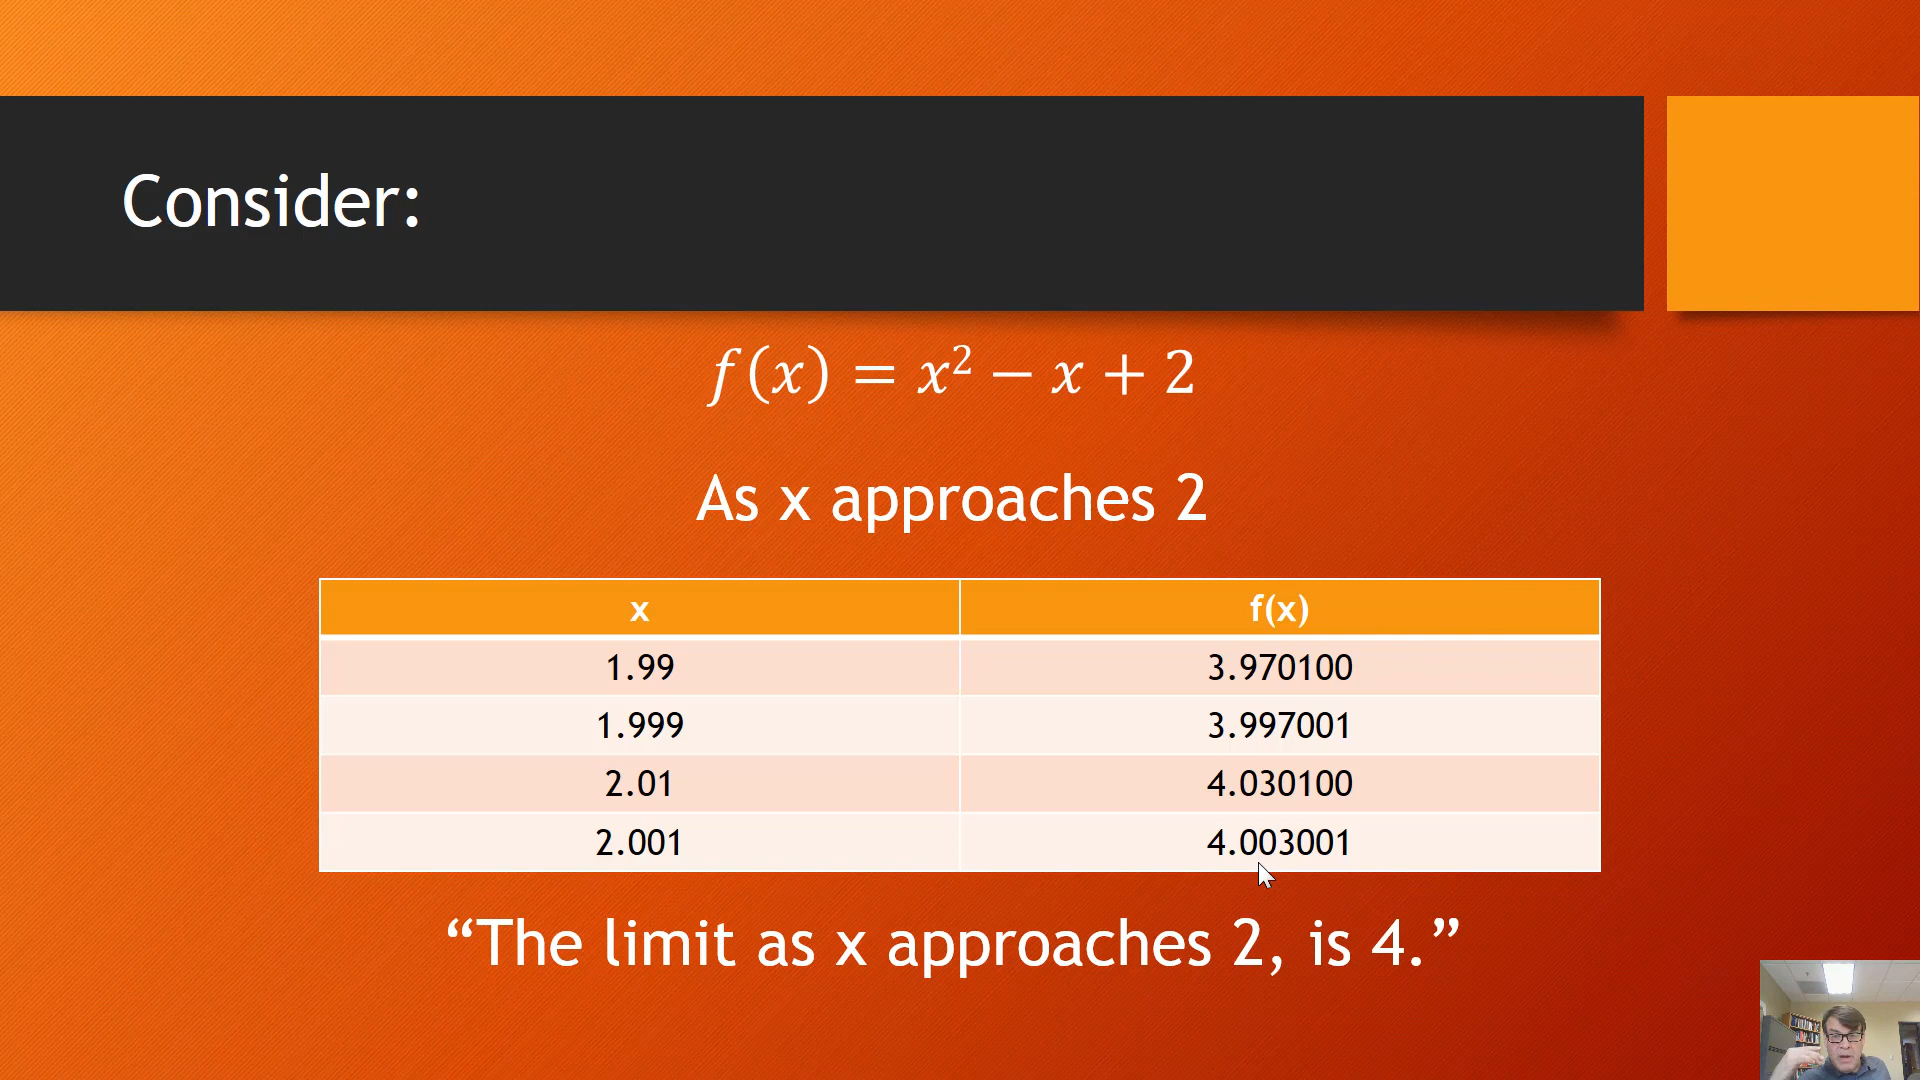 Consider:
f(x) = x² − x + 2
As x approaches 2
x f(x)
1.99 3.970100
1.999 3.997001
2.01 4.030100
2.001 4.003001
“The limit as x approaches 2, is 4.”